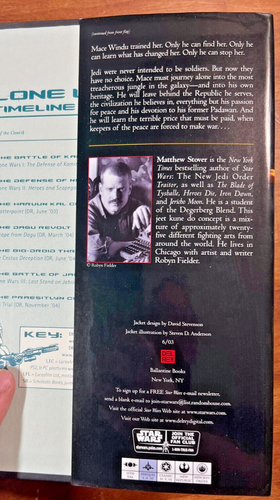 LONE
TIMELINE
THE BATTLE OF
THE DEFENSE OF
THE HARUUN KAL
THE DAGU REVOLT
THE BIO-DROID
THE BATTLE OF
THE PRAESITLYN
KEY:
(continued from front flap)
Mace Windu trained her. Only he can find her. Only he can
learn what has changed her. Only he can stop her.
Jedi were never intended to be soldiers. But now they
have no choice. Mace must journey alone into the most
treacherous jungle in the galaxy—and into his own
heritage. He will leave behind the Republic he serves,
the civilization he believes in, everything but his passion
for peace and his devotion to his former Padawan. And
he will learn the terrible price that must be paid, when
keepers of the peace are forced to make war. . . .
Matthew Stover is the New York
Times bestselling author of Star
Wars: The New Jedi Order
Traitor, as well as The Blade of
Tyshalle, Heroes Die, Iron Dawn,
and Jericho Moon. He is a student
of the Degerberg Blend. This
jeet kune do concept is a mix-
ture of approximately twenty-
five different fighting arts from
around the world. He lives in
Chicago with artist and writer
Robyn Fielder.
© Robyn Fielder
Jacket design by David Stevenson
Jacket illustration by Steven D. Anderson
6/03
DEL
REY
Ballantine Books
New York, NY
To sign up for our FREE Star Wars e-mail newsletter,
send a blank e-mail to join-starwars@list.randomhouse.com
Visit the official Star Wars Web site at www.starwars.com.
Visit our Web site at www.delreydigital.com.
STAR
WARS
JOIN THE
OFFICIAL
FAN CLUB